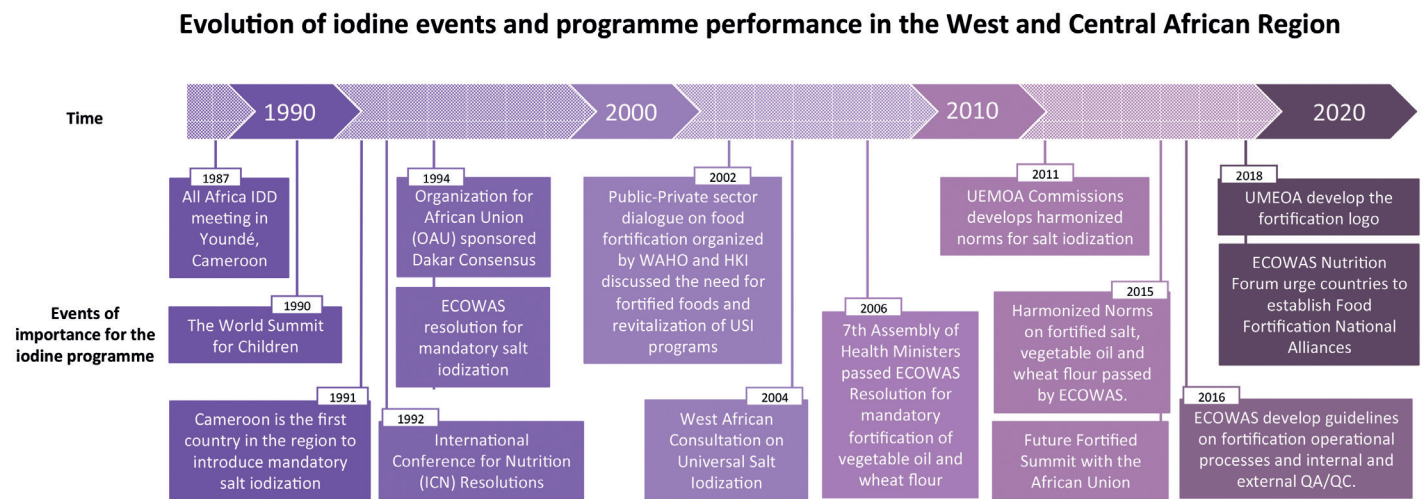 Evolution of iodine events and programme performance in the West and Central African Region
Time
1990
2000
2010
2020
Events of
importance for the
iodine programme
1987
All Africa IDD
meeting in
Youndé,
Cameroon
1990
The World Summit
for Children
1991
Cameroon is the first
country in the region to
introduce mandatory
salt iodization
1992
International
Conference for Nutrition
(ICN) Resolutions
1994
Organization for
African Union
(OAU) sponsored
Dakar Consensus
ECOWAS
resolution for
mandatory salt
iodization
2002
Public-Private sector
dialogue on food
fortification organized
by WAHO and HKI
discussed the need for
fortified foods and
revitalization of USI
programs
2004
West African
Consultation on
Universal Salt
Iodization
2006
7th Assembly of
Health Ministers
passed ECOWAS
Resolution for
mandatory
fortification of
vegetable oil and
wheat flour
2011
UEMOA Commissions
develops harmonized
norms for salt iodization
2015
Harmonized Norms
on fortified salt,
vegetable oil and
wheat flour passed
by ECOWAS.
Future Fortified
Summit with the
African Union
2016
ECOWAS develop guidelines
on fortification operational
processes and internal and
external QA/QC.
2018
UMEOA develop the
fortification logo
ECOWAS Nutrition
Forum urge countries to
establish Food
Fortification National
Alliances